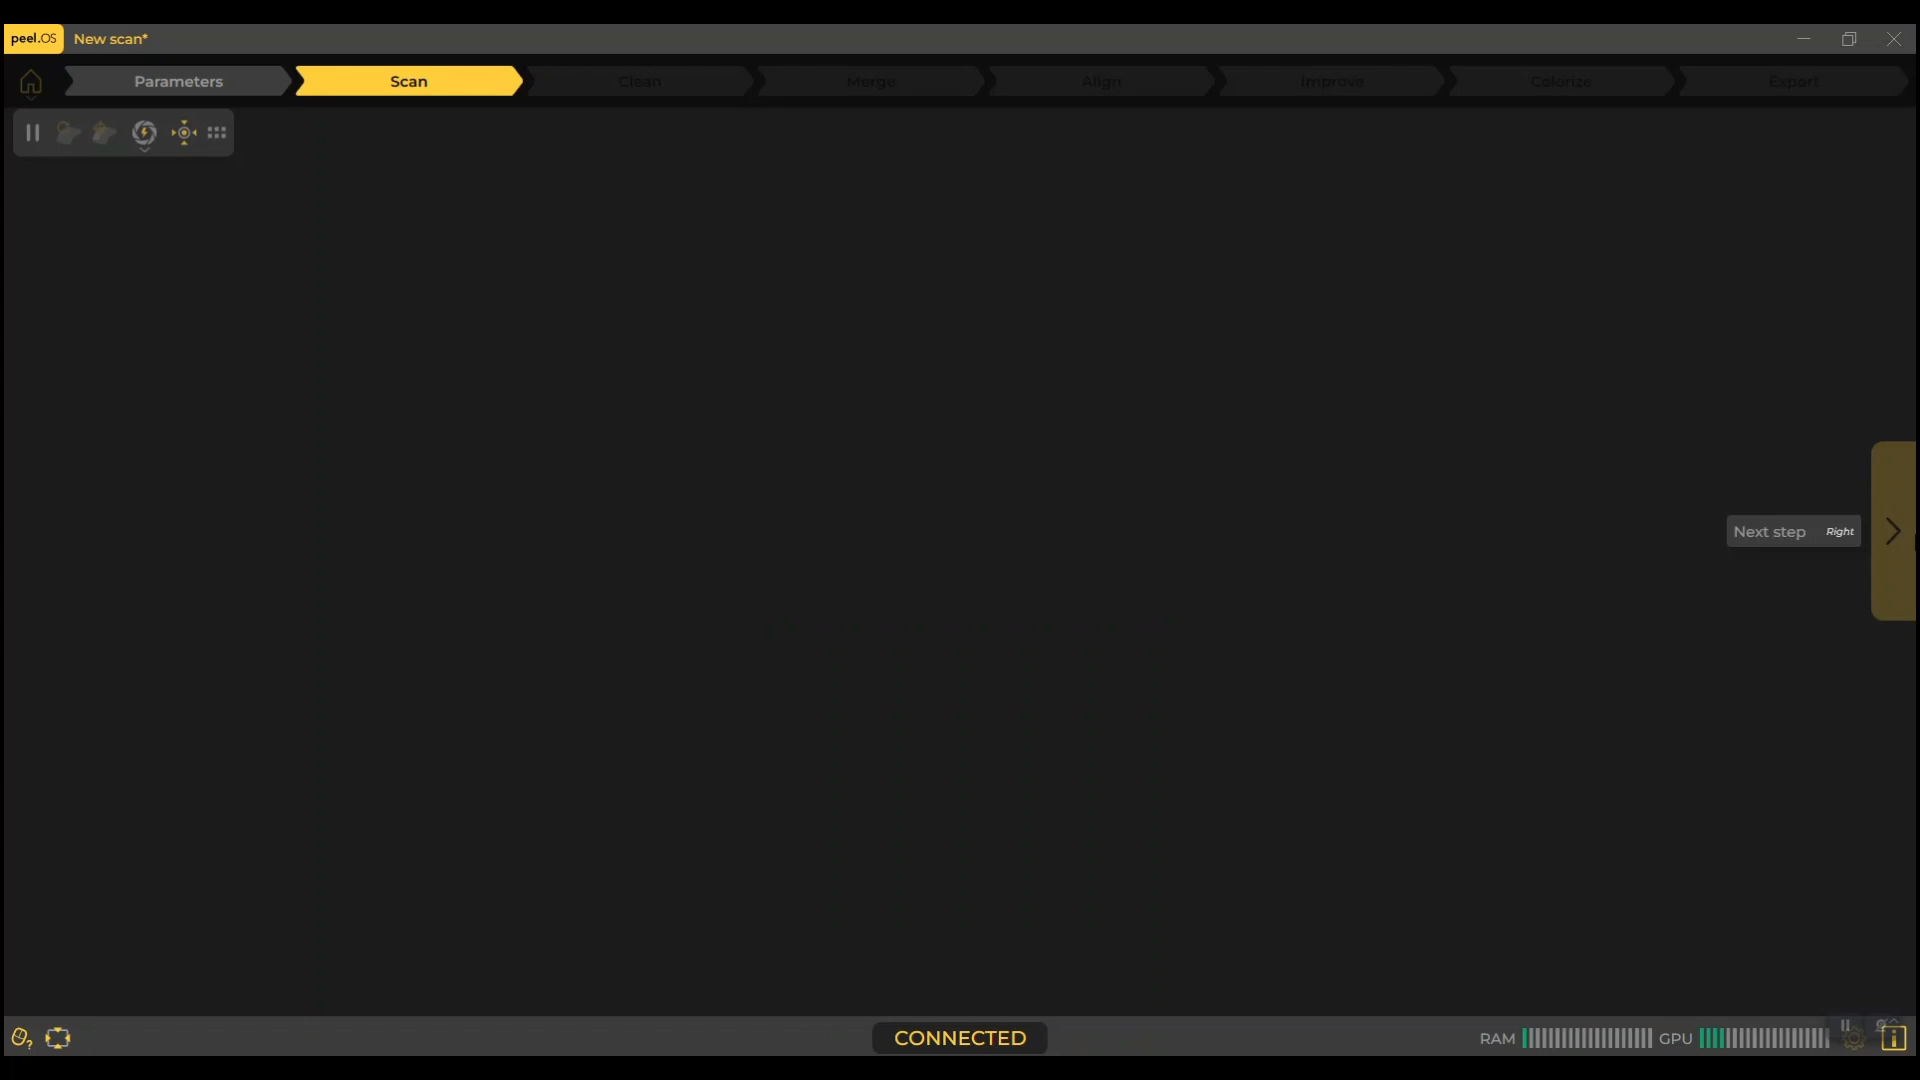 peel.OS New scan*
Parameters Scan Clean Merge Align Improve Colorize Export
Next step Right
?
CONNECTED
RAM GPU